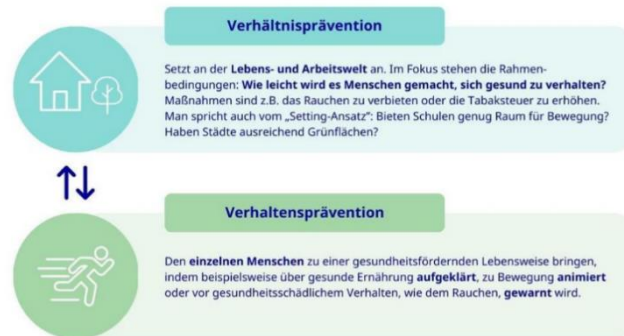 Verhältnisprävention
Setzt an der Lebens- und Arbeitswelt an. Im Fokus stehen die Rahmen-
bedingungen: Wie leicht wird es Menschen gemacht, sich gesund zu verhalten?
Maßnahmen sind z.B. das Rauchen zu verbieten oder die Tabaksteuer zu erhöhen.
Man spricht auch vom „Setting-Ansatz": Bieten Schulen genug Raum für Bewegung?
Haben Städte ausreichend Grünflächen?
Verhaltensprävention
Den einzelnen Menschen zu einer gesundheitsfördernden Lebensweise bringen,
indem beispielsweise über gesunde Ernährung aufgeklärt, zu Bewegung animiert
oder vor gesundheitsschädlichem Verhalten, wie dem Rauchen, gewarnt wird.